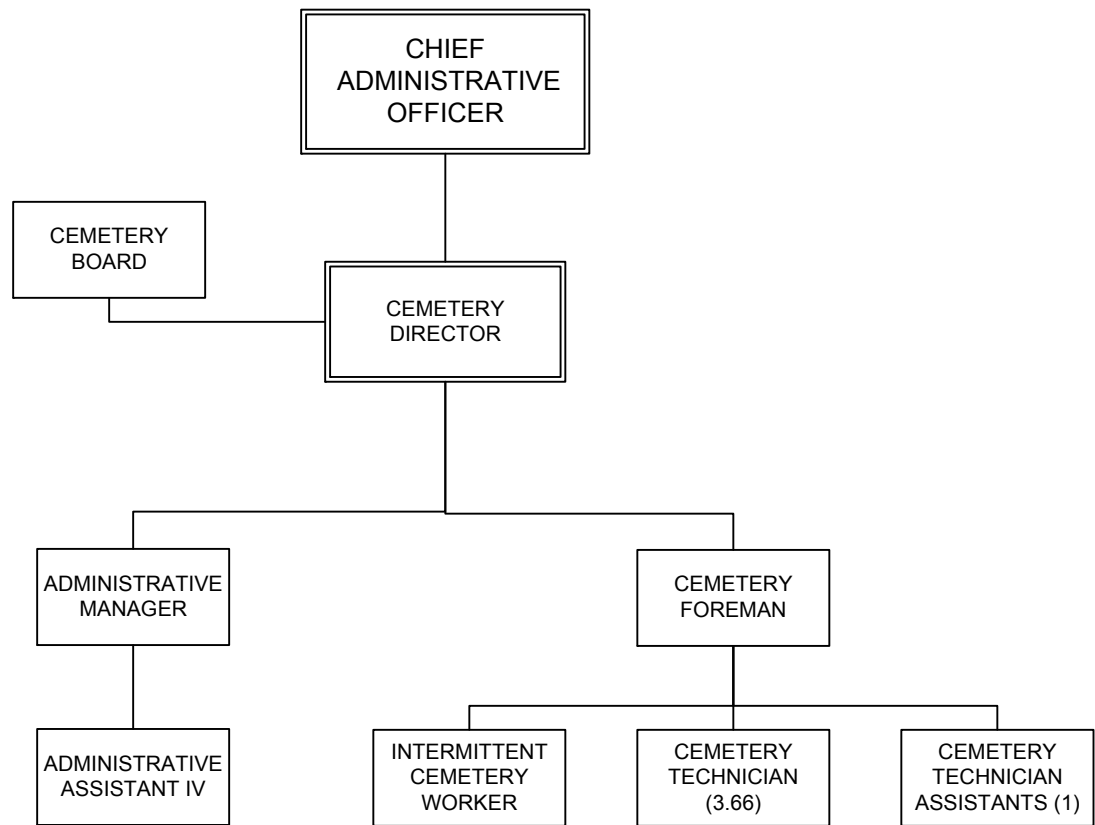 CHIEF
ADMINISTRATIVE
OFFICER
CEMETERY
BOARD
CEMETERY
DIRECTOR
ADMINISTRATIVE
MANAGER
CEMETERY
FOREMAN
ADMINISTRATIVE
ASSISTANT IV
INTERMITTENT
CEMETERY
WORKER
CEMETERY
TECHNICIAN
(3.66)
CEMETERY
TECHNICIAN
ASSISTANTS (1)